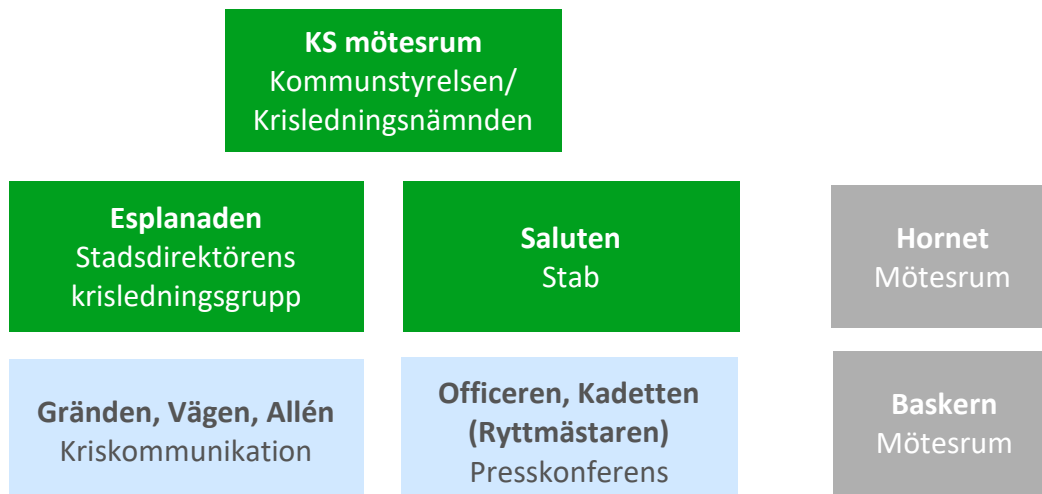 KS mötesrum
Kommunstyrelsen/
Krisledningsnämnden
Esplanaden
Stadsdirektörens
krisledningsgrupp
Saluten
Stab
Hornet
Mötesrum
Gränden, Vägen, Allén
Kriskommunikation
Officeren, Kadetten
(Ryttmästaren)
Presskonferens
Baskern
Mötesrum